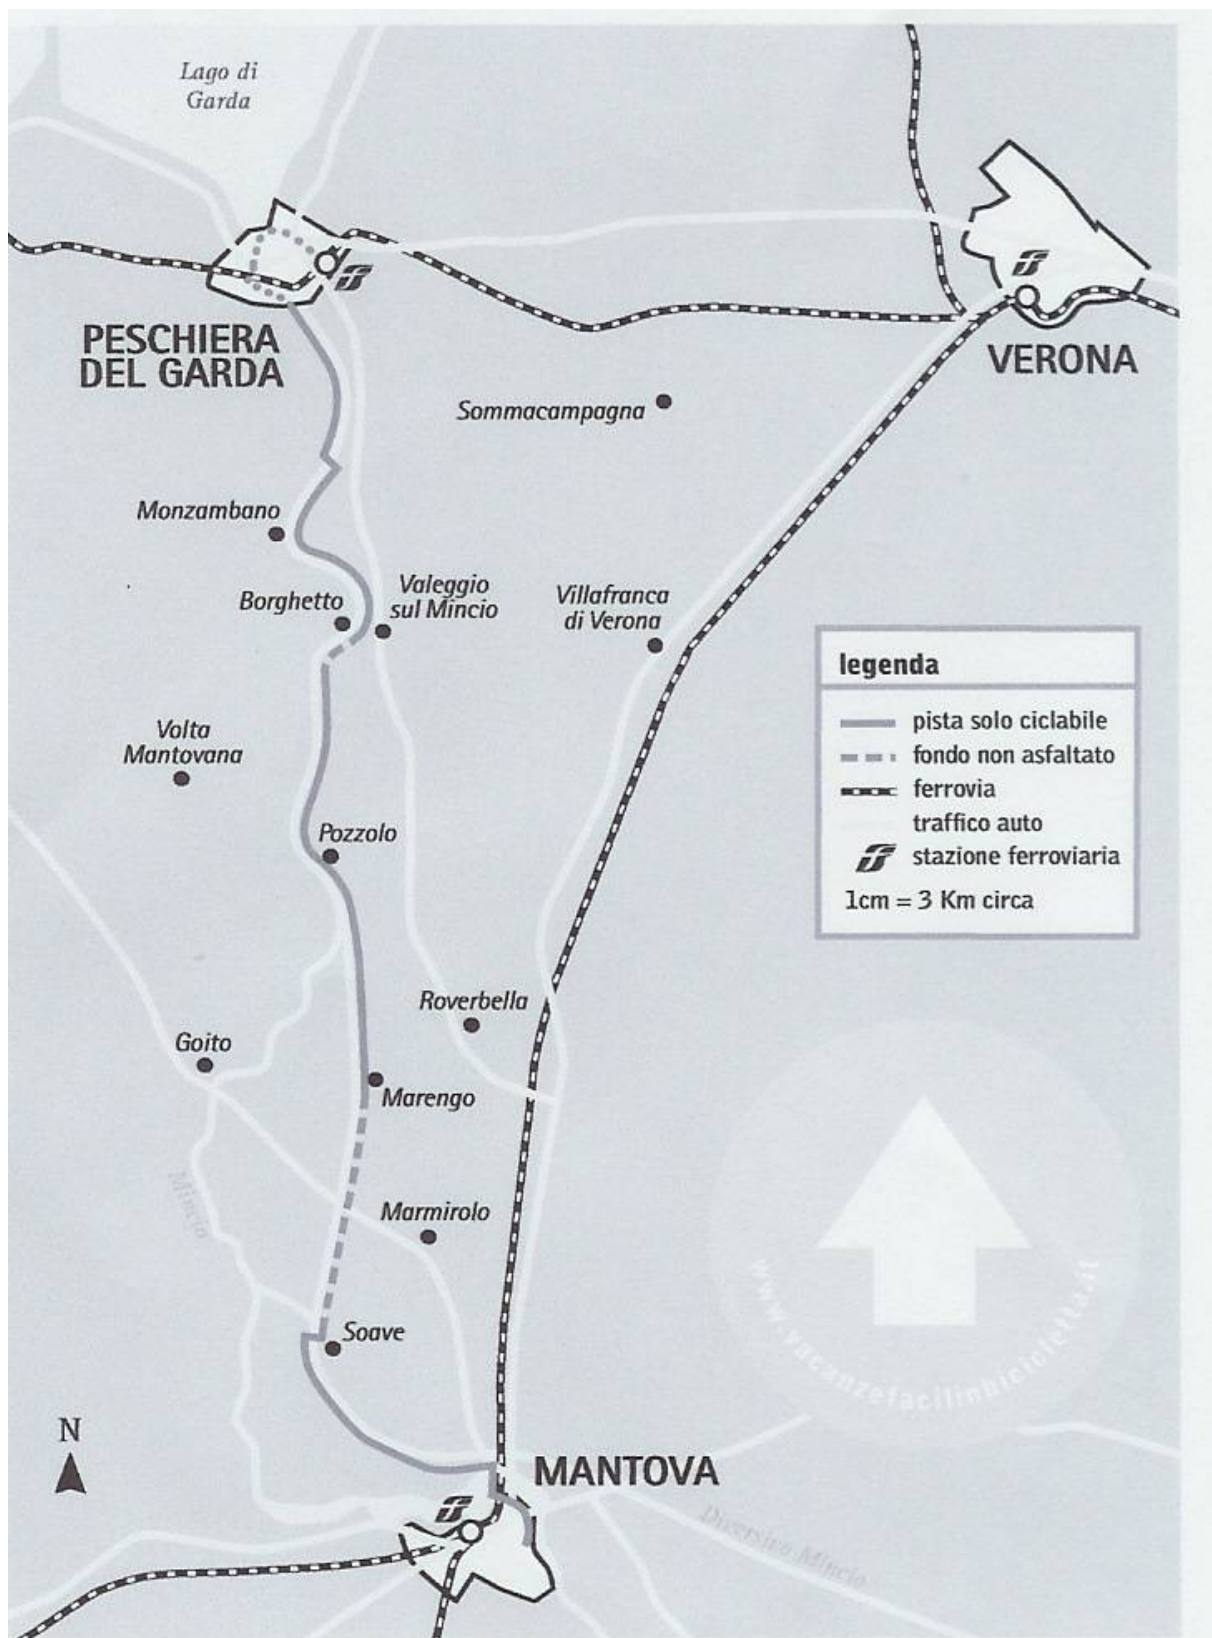 Lago di
Garda
PESCHIERA
DEL GARDA
VERONA
Sommacampagna
Monzambano
Borghetto
Valeggio
sul Mincio
Villafranca
di Verona
legenda
pista solo ciclabile
fondo non asfaltato
ferrovia
traffico auto
stazione ferroviaria
1cm = 3 Km circa
Volta
Mantovana
Pozzolo
Roverbella
Goito
Marengo
Mincio
Marmirolo
www.vacanzefacilinbicicletta.it
Soave
N
MANTOVA
Diversivo Mincio